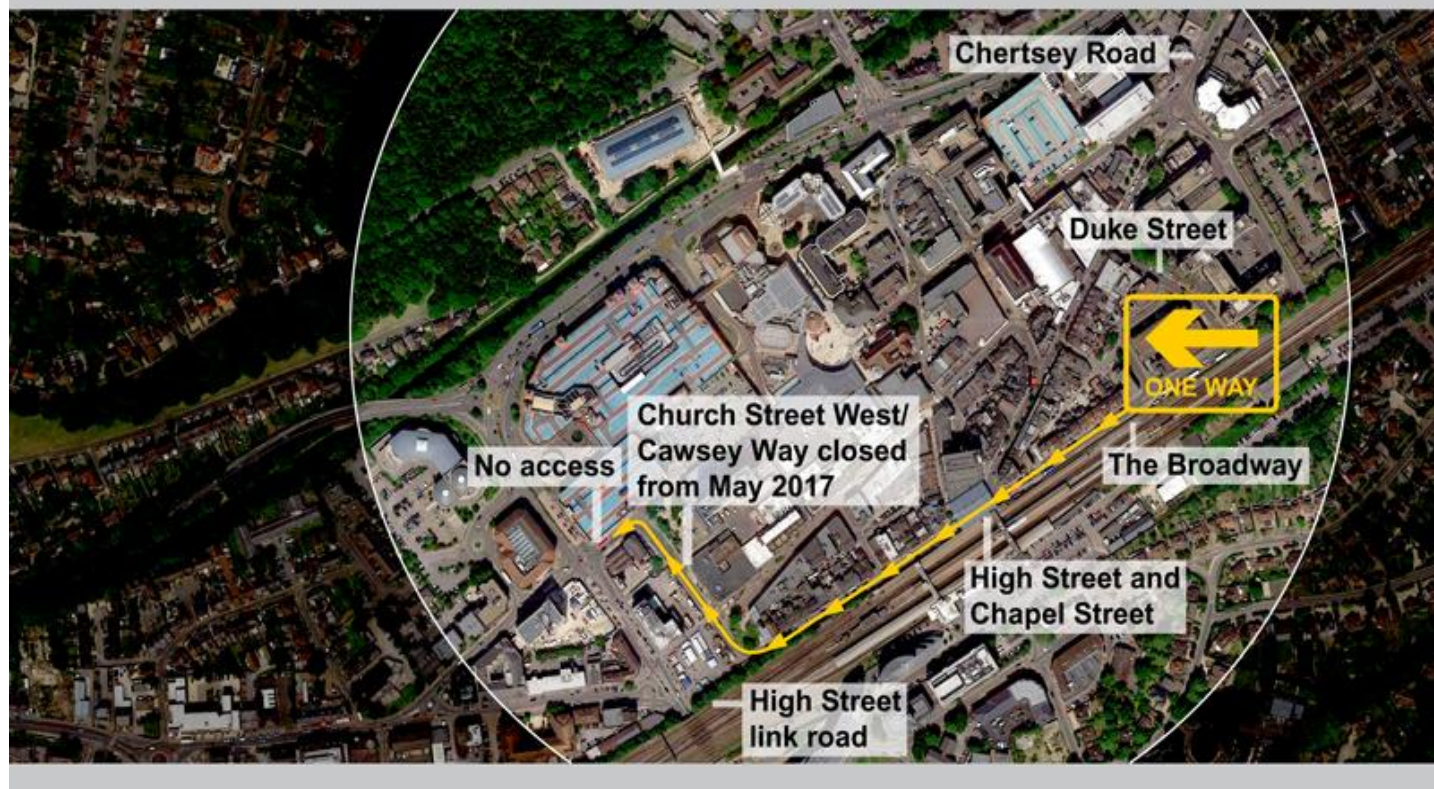 Chertsey Road
Duke Street
ONE WAY
Church Street West/
Cawsey Way closed
from May 2017
No access
The Broadway
High Street and
Chapel Street
High Street
link road